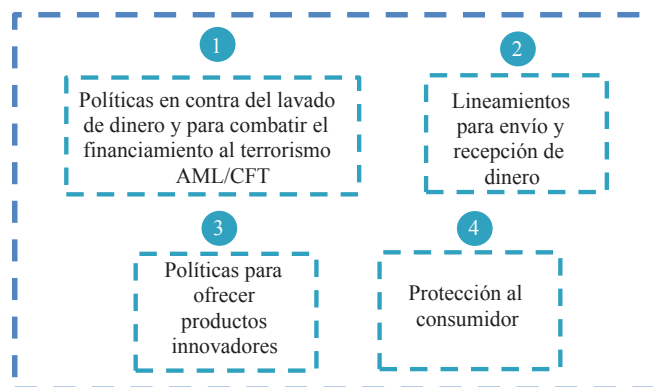 1
Políticas en contra del lavado
de dinero y para combatir el
financiamiento al terrorismo
AML/CFT
2
Lineamientos
para envío y
recepción de
dinero
3
Políticas para
ofrecer
productos
innovadores
4
Protección al
consumidor